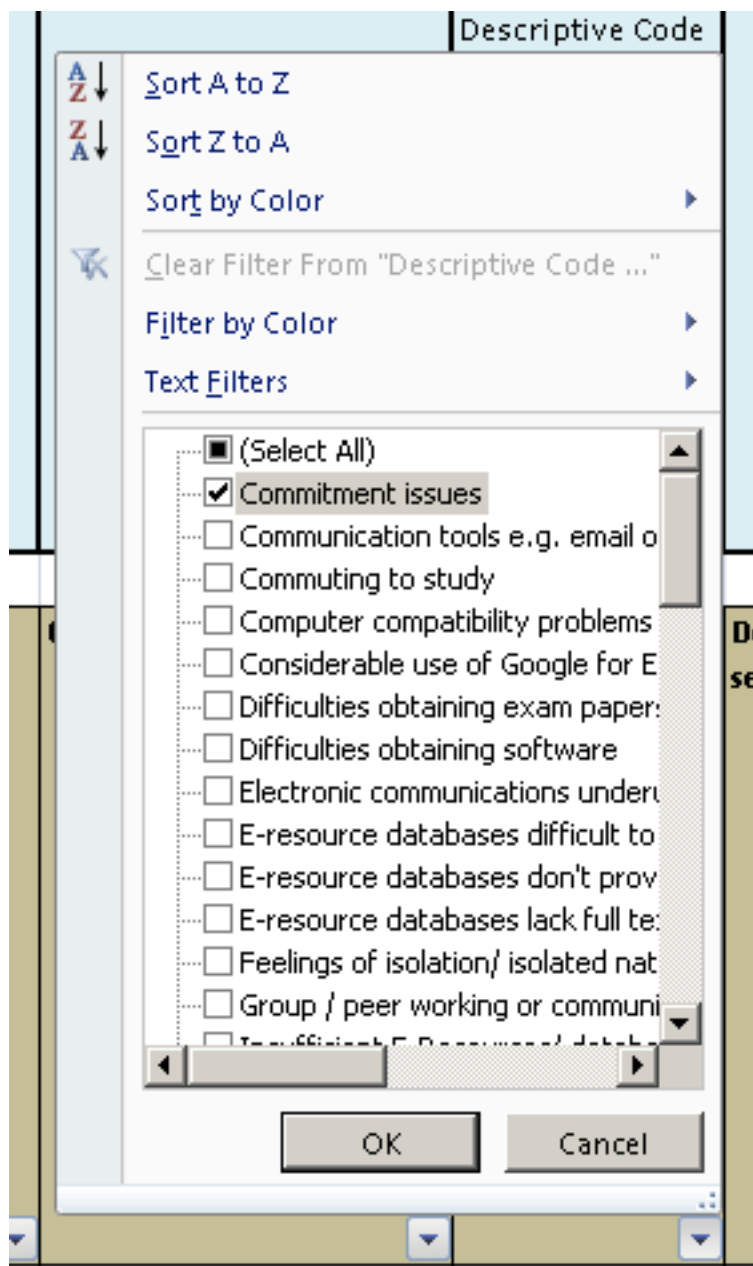 Descriptive Code
Sort A to Z
Sort Z to A
Sort by Color
Clear Filter From "Descriptive Code ..."
Filter by Color
Text Filters
(Select All)
Commitment issues
Communication tools e.g. email o
Commuting to study
Computer compatibility problems
Considerable use of Google for E
Difficulties obtaining exam papers
Difficulties obtaining software
Electronic communications under
E-resource databases difficult to
E-resource databases don't prov
E-resource databases lack full te
Feelings of isolation/ isolated nat
Group / peer working or communi
OK
Cancel